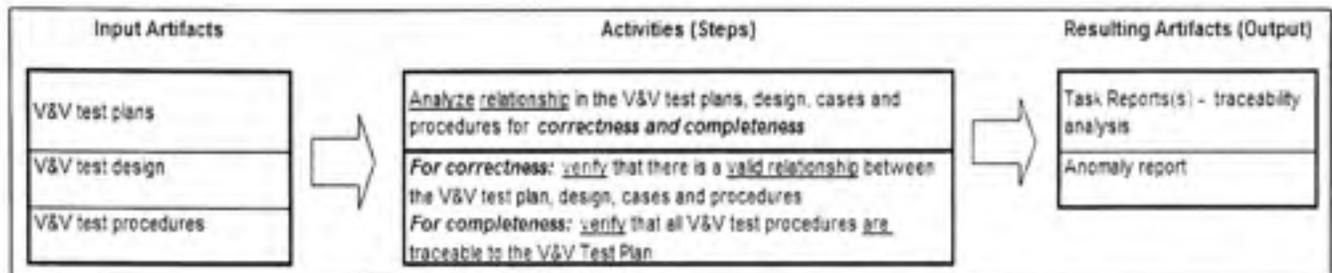 Input Artifacts
Activities (Steps)
Resulting Artifacts (Output)
V&V test plans
V&V test design
V&V test procedures
Analyze relationship in the V&V test plans, design, cases and
procedures for correctness and completeness
For correctness: verify that there is a valid relationship between
the V&V test plan, design, cases and procedures
For completeness: verify that all V&V test procedures are
traceable to the V&V Test Plan
Task Reports(s) - traceability
analysis
Anomaly report